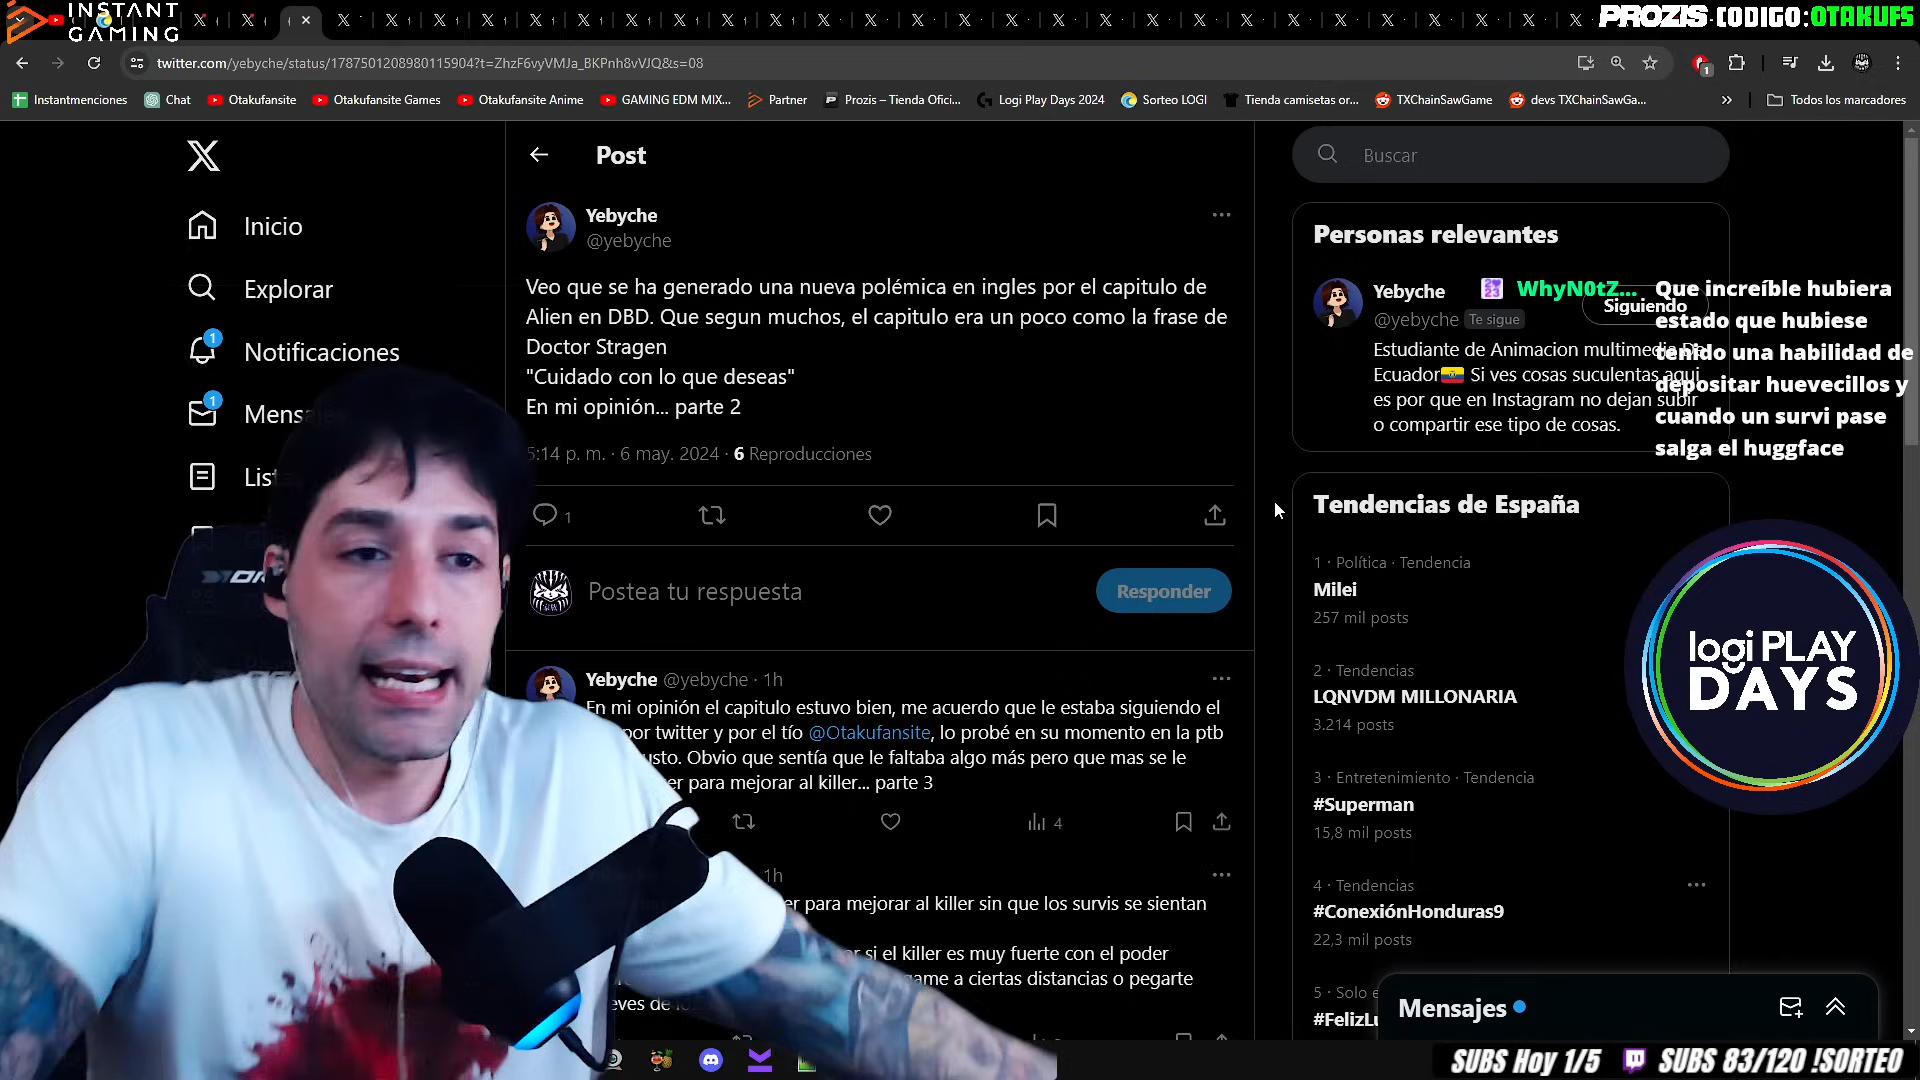 INSTANT
GAMING
PROZIS CODIGO:OTAKUFS
twitter.com/yebyche/status/1787501208980115904?t=ZhzF6vyVMJa_BKPnh8vVJQ&s=08
1
Instantmenciones
Chat
Otakufansite
Otakufansite Games
Otakufansite Anime
GAMING EDM MIX...
Partner
Prozis – Tienda Ofici...
Logi Play Days 2024
Sorteo LOGI
Tienda camisetas or...
TXChainSawGame
devs TXChainSawGa...
Todos los marcadores
Inicio
Explorar
1
Notificaciones
1
Post
Yebyche
@yebyche
Veo que se ha generado una nueva polémica en ingles por el capitulo de
Alien en DBD. Que segun muchos, el capitulo era un poco como la frase de
Doctor Stragen
"Cuidado con lo que deseas"
En mi opinión... parte 2
5:14 p. m. · 6 may. 2024 · 6 Reproducciones
1
Postea tu respuesta
Responder
Yebyche @yebyche · 1h
En mi opinión el capitulo estuvo bien, me acuerdo que le estaba siguiendo el
por twitter y por el tío @Otakufansite, lo probé en su momento en la ptb
Obvio que sentía que le faltaba algo más pero que mas se le
para mejorar al killer... parte 3
4
1h
para mejorar al killer sin que los survis se sientan
si el killer es muy fuerte con el poder
a ciertas distancias o pegarte
Buscar
Personas relevantes
Yebyche
@yebyche Te sigue
Siguiendo
Estudiante de Animacion multimedia De
Ecuador🇪🇨 Si ves cosas suculentas aqui
es por que en Instagram no dejan subir
o compartir ese tipo de cosas.
23 WhyN0tZ...
Que increíble hubiera
estado que hubiese
tendo una habilidad de
depositar huevecillos y
cuando un survi pase
salga el huggface
Tendencias de España
1 · Política · Tendencia
Milei
257 mil posts
2 · Tendencias
LQNVDM MILLONARIA
3.214 posts
3 · Entretenimiento · Tendencia
#Superman
15,8 mil posts
4 · Tendencias
#ConexiónHonduras9
22,3 mil posts
5 · Solo
logi PLAY
DAYS
Mensajes
SUBS Hoy 1/5 SUBS 83/120 !SORTEO